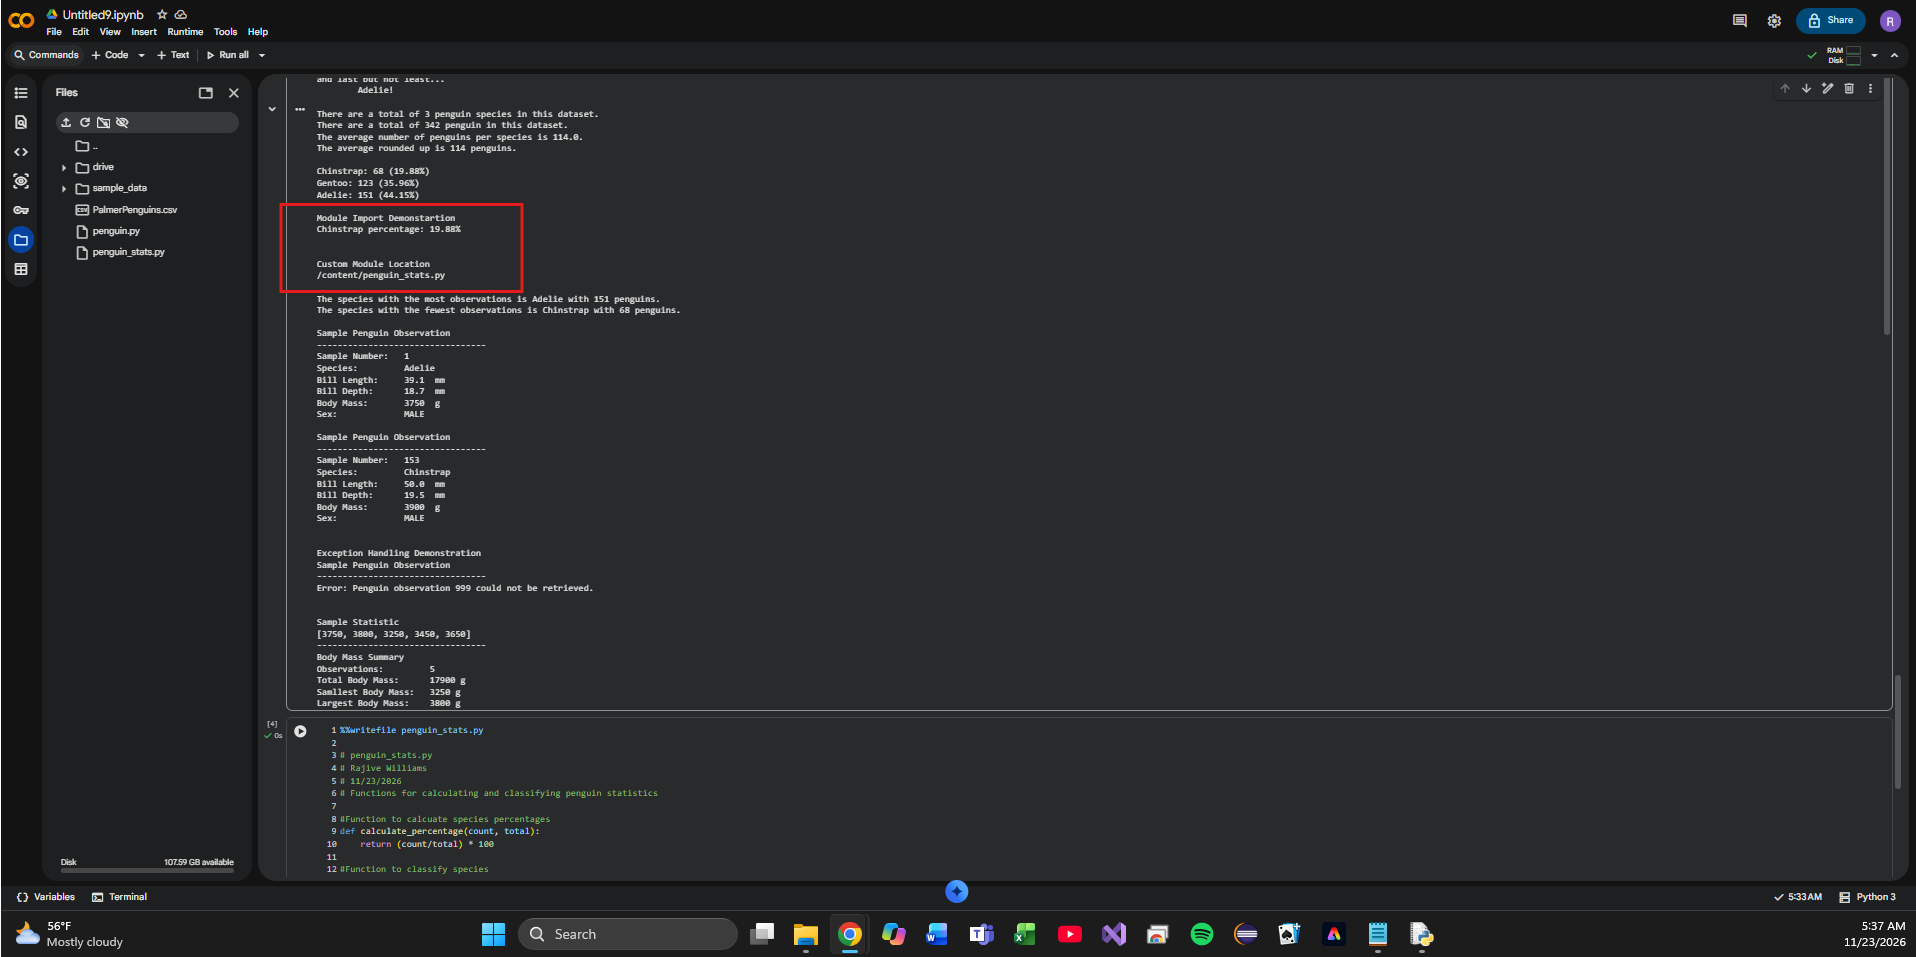 Untitled9.ipynb
File Edit View Insert Runtime Tools Help
Share
R
Commands + Code + Text Run all
RAM
Disk
Files
..
drive
sample_data
PalmerPenguins.csv
penguin.py
penguin_stats.py
Disk 107.59 GB available
and last but not least...
Adelie!
There are a total of 3 penguin species in this dataset.
There are a total of 342 penguin in this dataset.
The average number of penguins per species is 114.0.
The average rounded up is 114 penguins.
Chinstrap: 68 (19.88%)
Gentoo: 123 (35.96%)
Adelie: 151 (44.15%)
Module Import Demonstartion
Chinstrap percentage: 19.88%
Custom Module Location
/content/penguin_stats.py
The species with the most observations is Adelie with 151 penguins.
The species with the fewest observations is Chinstrap with 68 penguins.
Sample Penguin Observation
---------------------------------
Sample Number: 1
Species: Adelie
Bill Length: 39.1 mm
Bill Depth: 18.7 mm
Body Mass: 3750 g
Sex: MALE
Sample Penguin Observation
---------------------------------
Sample Number: 153
Species: Chinstrap
Bill Length: 50.0 mm
Bill Depth: 19.5 mm
Body Mass: 3900 g
Sex: MALE
Exception Handling Demonstration
Sample Penguin Observation
---------------------------------
Error: Penguin observation 999 could not be retrieved.
Sample Statistic
[3750, 3800, 3250, 3450, 3650]
---------------------------------
Body Mass Summary
Observations: 5
Total Body Mass: 17900 g
Samllest Body Mass: 3250 g
Largest Body Mass: 3800 g
[4]
0s
1 %%writefile penguin_stats.py
2
3 # penguin_stats.py
4 # Rajive Williams
5 # 11/23/2026
6 # Functions for calculating and classifying penguin statistics
7
8 #Function to calcuate species percentages
9 def calculate_percentage(count, total):
10 return (count/total) * 100
11
12 #Function to classify species
Variables Terminal
5:33 AM Python 3
56°F
Mostly cloudy
Search
5:37 AM
11/23/2026